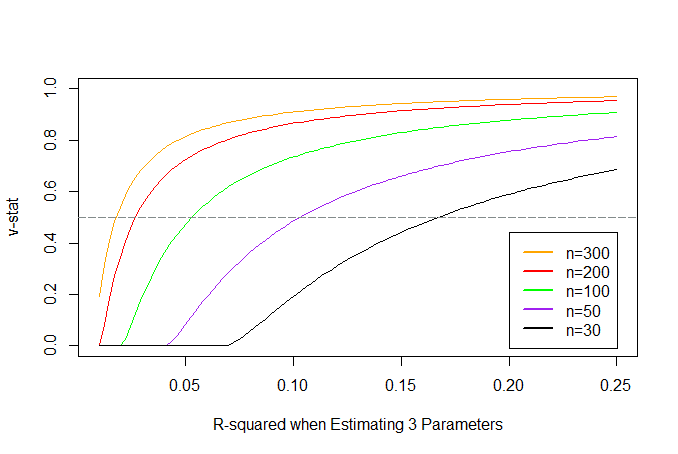 v-stat
1.0
0.8
0.6
0.4
0.2
0.0
n=300
n=200
n=100
n=50
n=30
0.05 0.10 0.15 0.20 0.25
R-squared when Estimating 3 Parameters